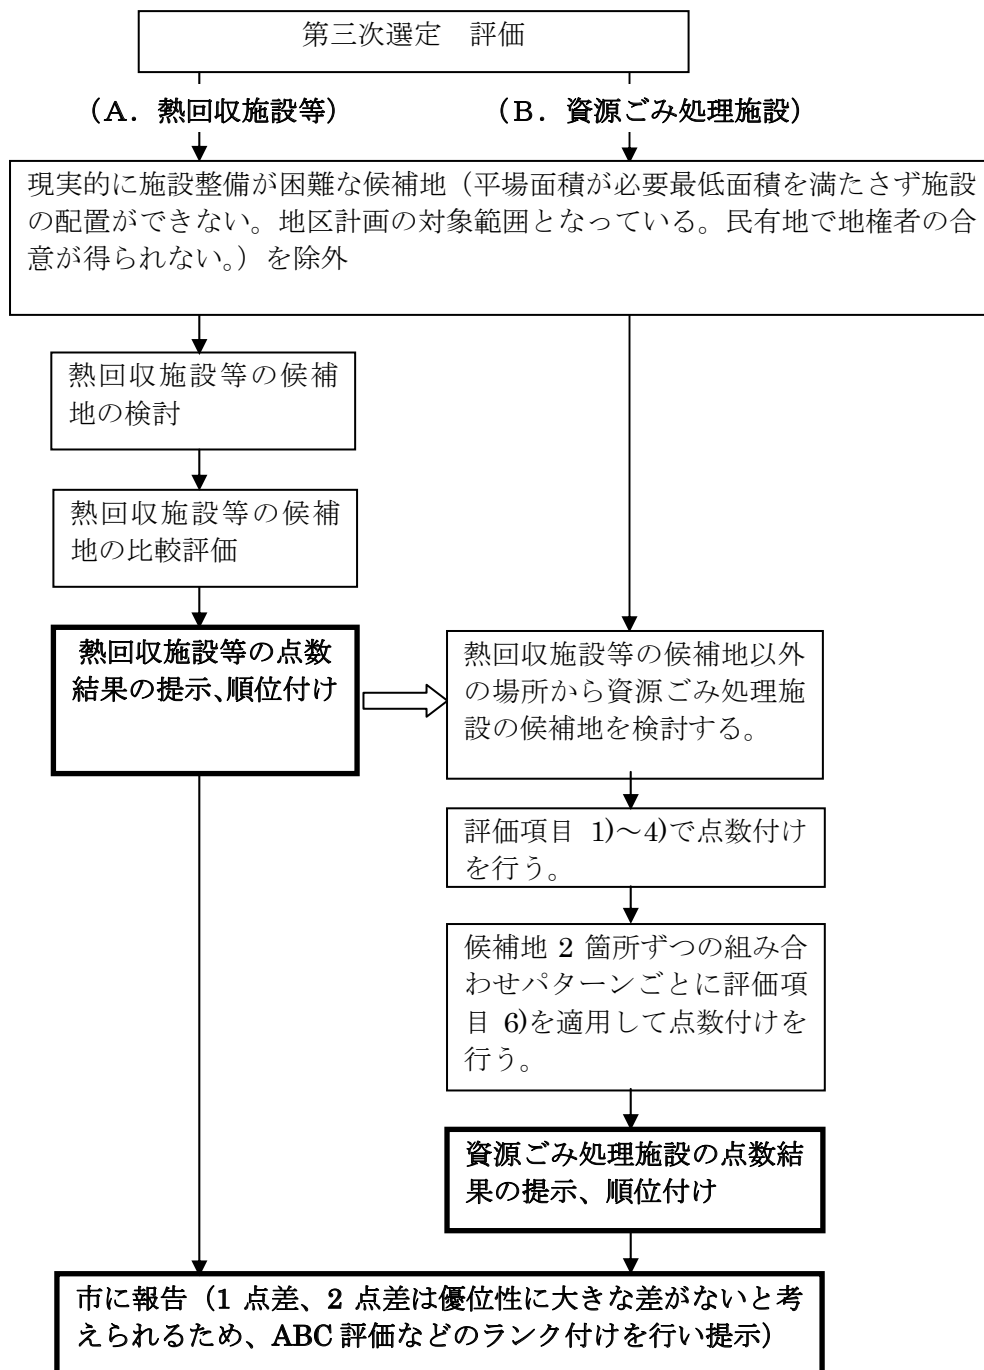 第三次選定　評価
（A．熱回収施設等）
（B．資源ごみ処理施設）
現実的に施設整備が困難な候補地（平場面積が必要最低面積を満たさず施設
の配置ができない。地区計画の対象範囲となっている。民有地で地権者の合
意が得られない。）を除外
熱回収施設等の候補
地の検討
熱回収施設等の候補
地の比較評価
熱回収施設等の点数
結果の提示、順位付け
熱回収施設等の候補地以外
の場所から資源ごみ処理施
設の候補地を検討する。
評価項目 1)～4)で点数付け
を行う。
候補地 2 箇所ずつの組み合
わせパターンごとに評価項
目 6)を適用して点数付けを
行う。
資源ごみ処理施設の点数結
果の提示、順位付け
市に報告（1 点差、2 点差は優位性に大きな差がないと考
えられるため、ABC 評価などのランク付けを行い提示）